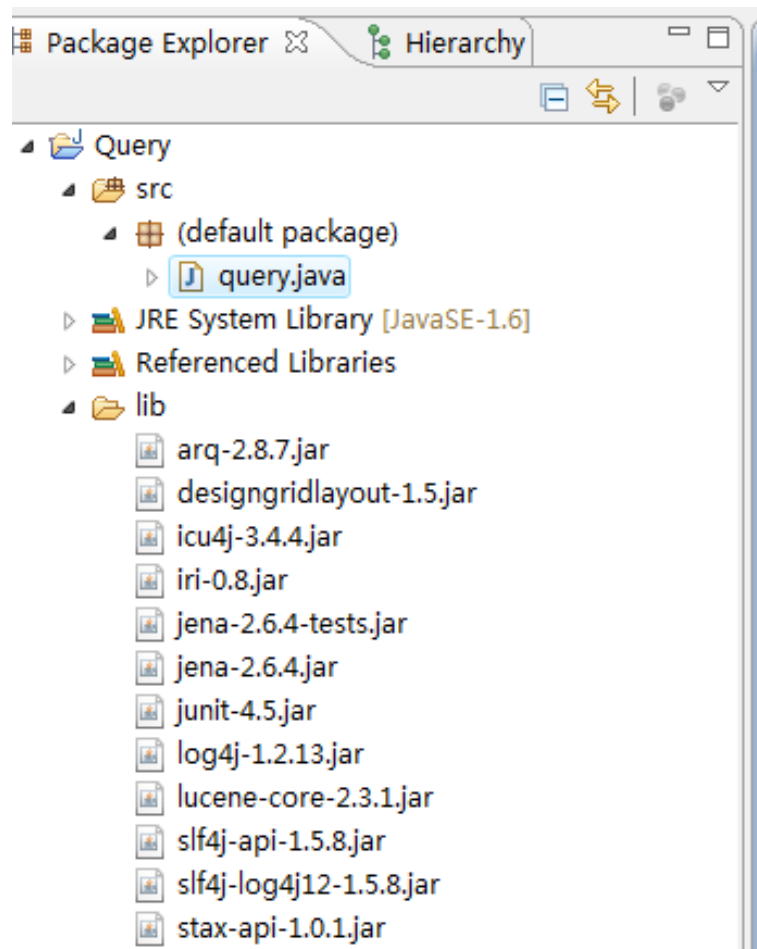 Package Explorer Hierarchy
Query
src
(default package)
query.java
JRE System Library [JavaSE-1.6]
Referenced Libraries
lib
arq-2.8.7.jar
designgridlayout-1.5.jar
icu4j-3.4.4.jar
iri-0.8.jar
jena-2.6.4-tests.jar
jena-2.6.4.jar
junit-4.5.jar
log4j-1.2.13.jar
lucene-core-2.3.1.jar
slf4j-api-1.5.8.jar
slf4j-log4j12-1.5.8.jar
stax-api-1.0.1.jar